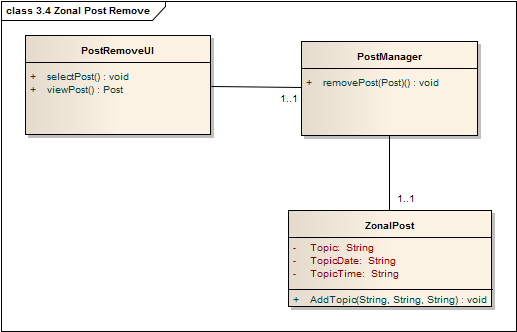 class 3.4 Zonal Post Remove
PostRemoveUI
+ selectPost() : void
+ viewPost() : Post
PostManager
+ removePost(Post)() : void
1..1
1..1
ZonalPost
- Topic: String
- TopicDate: String
- TopicTime: String
+ AddTopic(String, String, String) : void